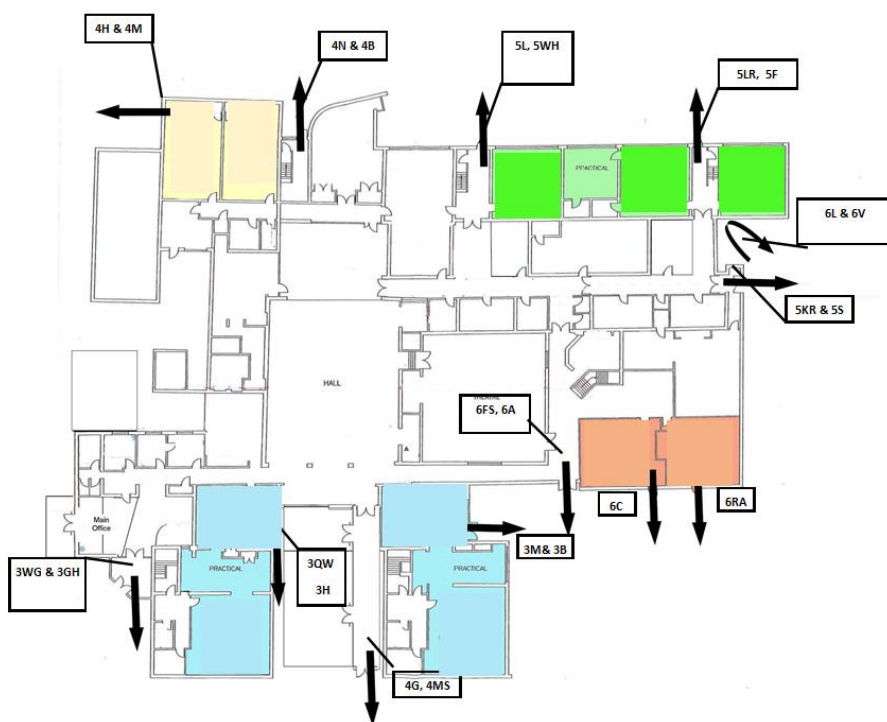 4H & 4M
4N & 4B
5L, 5WH
5LR, 5F
PRACTICAL
6L & 6V
5KR & 5S
HALL
THEATRE
6FS, 6A
6C
6RA
Main
Office
3WG & 3GH
PRACTICAL
3QW
3H
PRACTICAL
3M& 3B
4G, 4MS